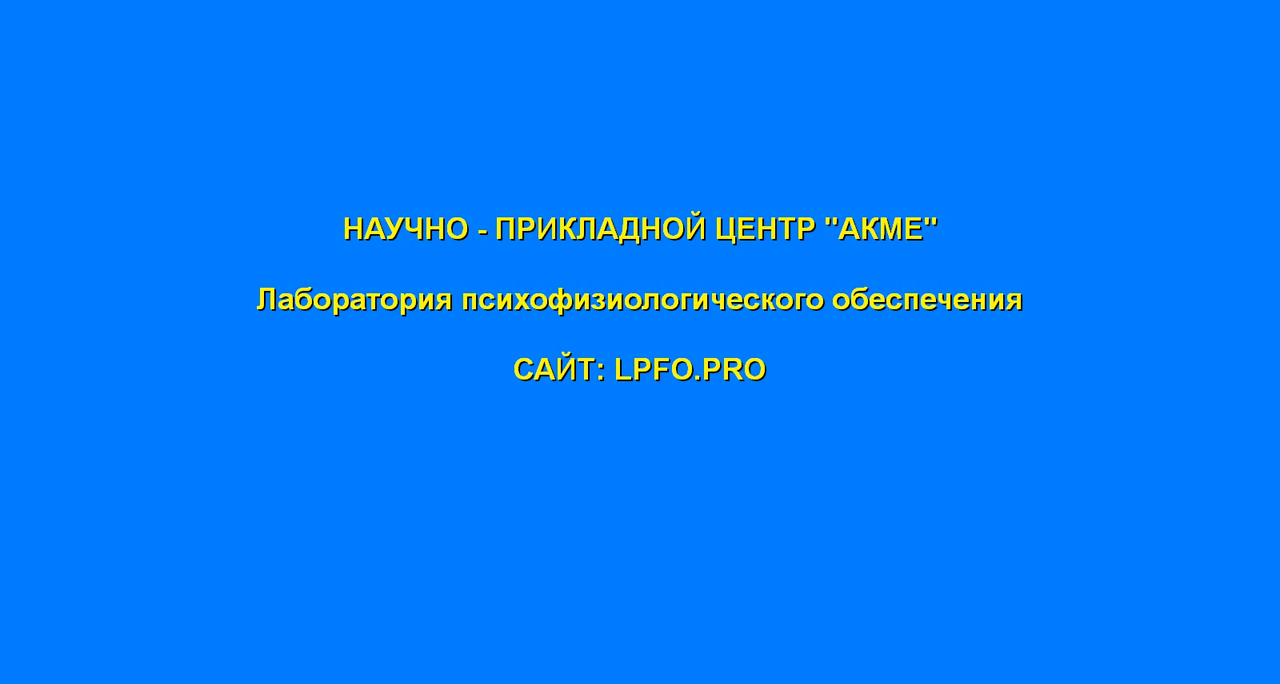 НАУЧНО - ПРИКЛАДНОЙ ЦЕНТР "АКМЕ"
Лаборатория психофизиологического обеспечения
САЙТ: LPFO.PRO